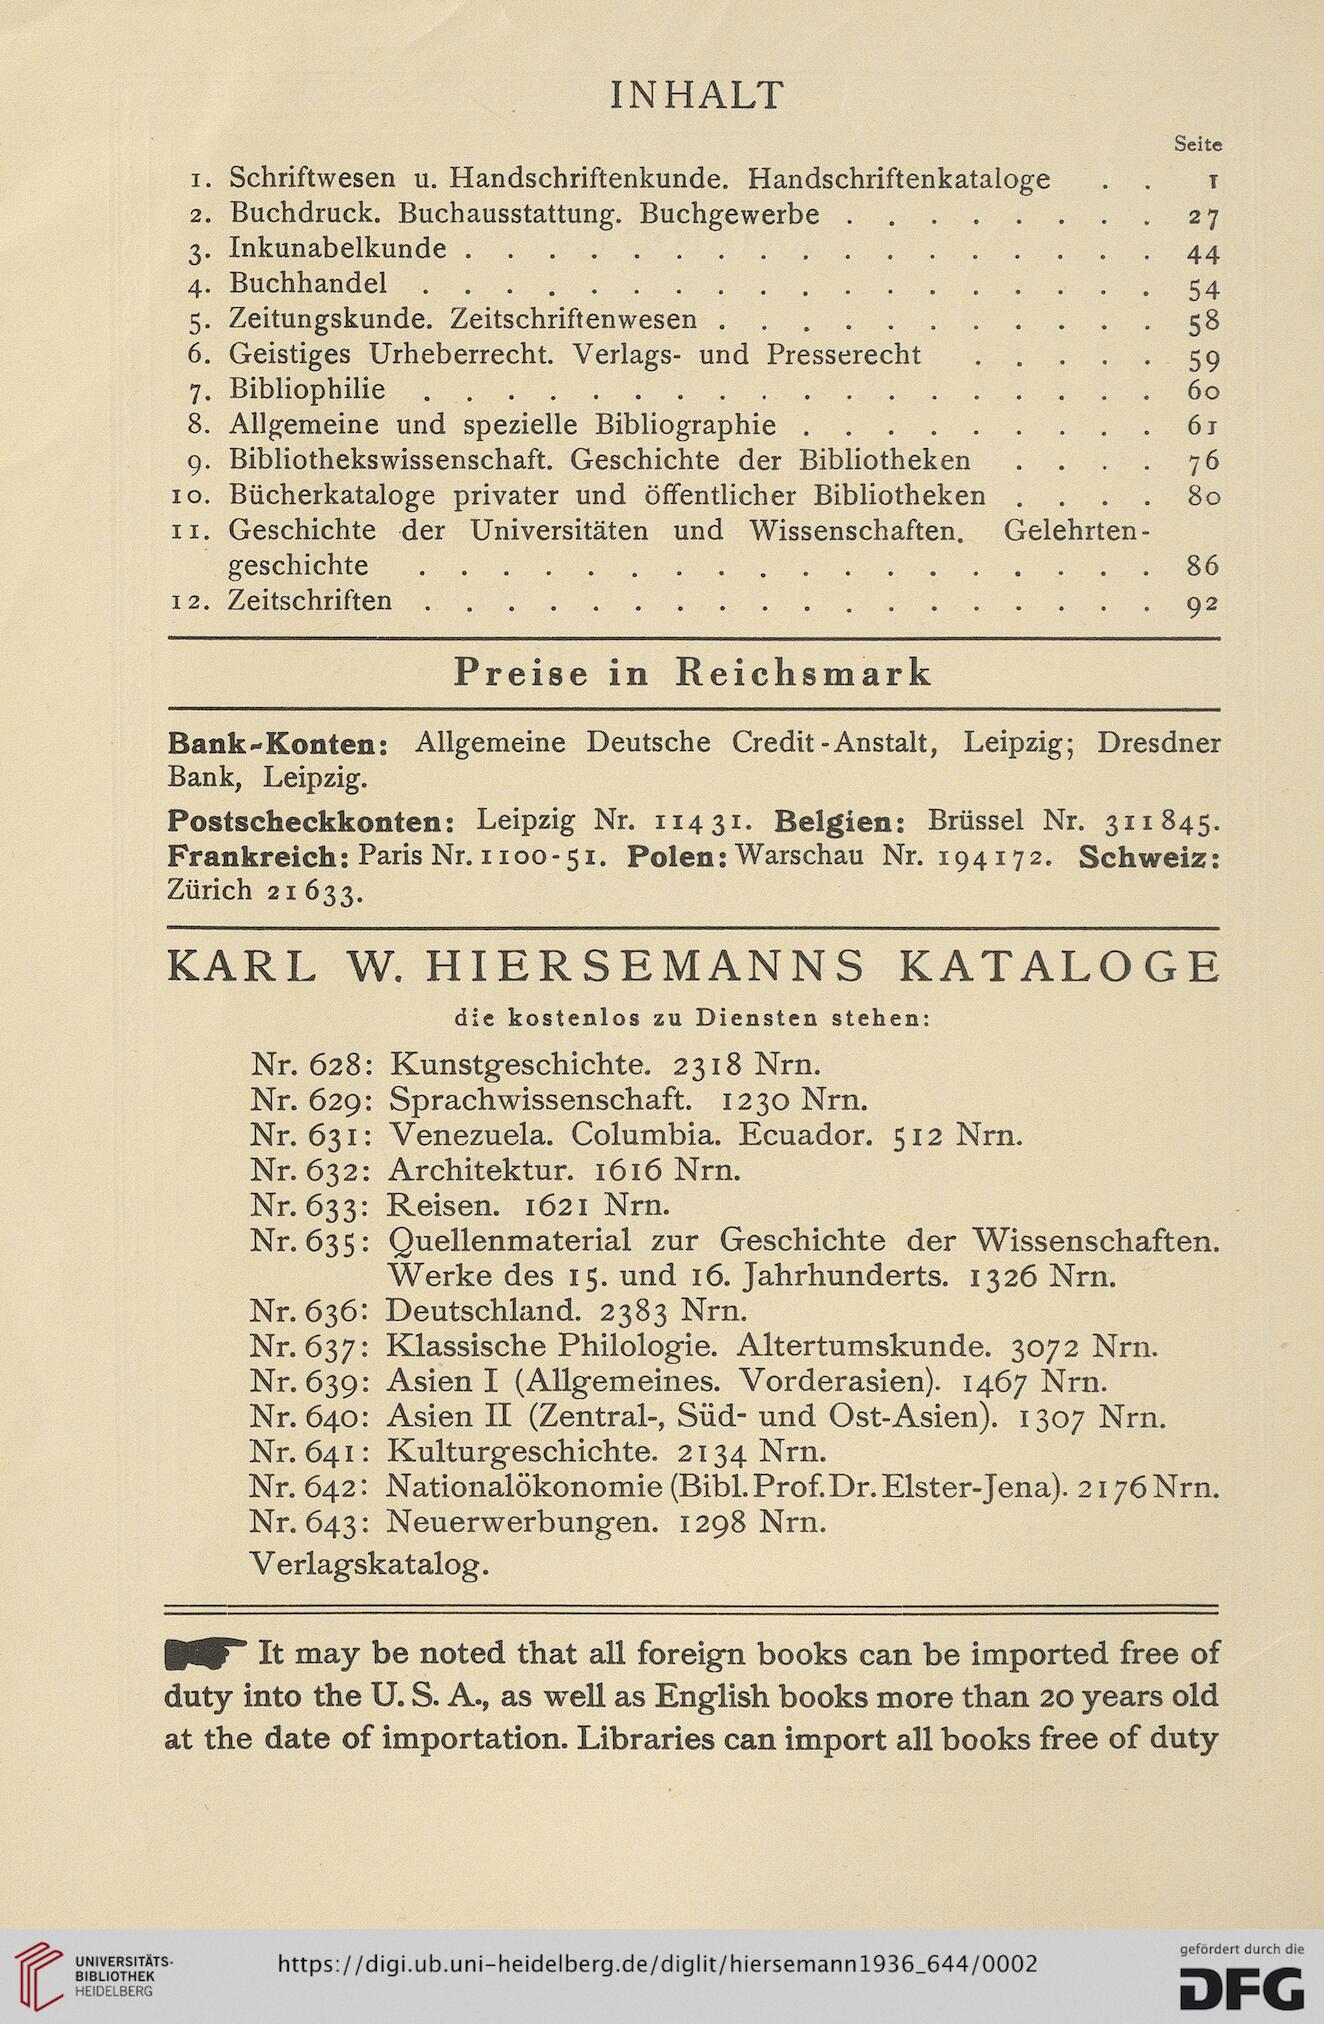 INHALT
Seite
1. Schriftwesen u. Handschriftenkunde. Handschriftenkataloge . . 1
2. Buchdruck. Buchausstattung. Buchgewerbe . . . . . . . . 27
3. Inkunabelkunde . . . . . . . . . . . . . . . . . 44
4. Buchhandel . . . . . . . . . . . . . . . . . . 54
5. Zeitungskunde. Zeitschriftenwesen . . . . . . . . . . . 58
6. Geistiges Urheberrecht. Verlags- und Presserecht . . . . . 59
7. Bibliophilie . . . . . . . . . . . . . . . . . . 60
8. Allgemeine und spezielle Bibliographie . . . . . . . . . 61
9. Bibliothekswissenschaft. Geschichte der Bibliotheken . . . . 76
10. Bücherkataloge privater und öffentlicher Bibliotheken . . . . 80
11. Geschichte der Universitäten und Wissenschaften. Gelehrten-
geschichte . . . . . . . . . . . . . . . . . . 86
12. Zeitschriften . . . . . . . . . . . . . . . . . . 92
Preise in Reichsmark
Bank-Konten: Allgemeine Deutsche Credit-Anstalt, Leipzig; Dresdner
Bank, Leipzig.
Postscheckkonten: Leipzig Nr. 11431. Belgien: Brüssel Nr. 311845.
Frankreich: Paris Nr. 1100-51. Polen: Warschau Nr. 194172. Schweiz:
Zürich 21633.
KARL W. HIERSEMANNS KATALOGE
die kostenlos zu Diensten stehen:
Nr. 628: Kunstgeschichte. 2318 Nrn.
Nr. 629: Sprachwissenschaft. 1230 Nrn.
Nr. 631: Venezuela. Columbia. Ecuador. 512 Nrn.
Nr. 632: Architektur. 1616 Nrn.
Nr. 633: Reisen. 1621 Nrn.
Nr. 635: Quellenmaterial zur Geschichte der Wissenschaften.
Werke des 15. und 16. Jahrhunderts. 1326 Nrn.
Nr. 636: Deutschland. 2383 Nrn.
Nr. 637: Klassische Philologie. Altertumskunde. 3072 Nrn.
Nr. 639: Asien I (Allgemeines. Vorderasien). 1467 Nrn.
Nr. 640: Asien II (Zentral-, Süd- und Ost-Asien). 1307 Nrn.
Nr. 641: Kulturgeschichte. 2134 Nrn.
Nr. 642: Nationalökonomie (Bibl. Prof. Dr. Elster-Jena). 2176 Nrn.
Nr. 643: Neuerwerbungen. 1298 Nrn.
Verlagskatalog.
It may be noted that all foreign books can be imported free of
duty into the U. S. A., as well as English books more than 20 years old
at the date of importation. Libraries can import all books free of duty
UNIVERSITÄTS-
BIBLIOTHEK
HEIDELBERG
https://digi.ub.uni-heidelberg.de/diglit/hiersemann1936_644/0002
gefördert durch die
DFG